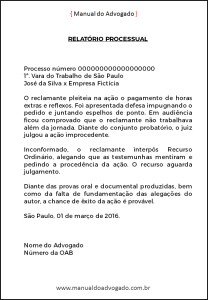 [ Manual do Advogado ]
RELATÓRIO PROCESSUAL
Processo número 000000000000000000
1ª. Vara do Trabalho de São Paulo
José da Silva x Empresa Fictícia
O reclamante pleiteia na ação o pagamento de horas
extras e reflexos. Foi apresentada defesa impugnando o
pedido e juntando espelhos de ponto. Em audiência
ficou comprovado que o reclamante não trabalhava
além da jornada. Diante do conjunto probatório, o juiz
julgou a ação improcedente.
Inconformado, o reclamante interpôs Recurso
Ordinário, alegando que as testemunhas mentiram e
pedindo a procedência da ação. O recurso aguarda
julgamento.
Diante das provas oral e documental produzidas, bem
como da falta de fundamentação das alegações do
autor, a chance de êxito da ação é provável.
São Paulo, 01 de março de 2016.
Nome do Advogado
Número da OAB
www.manualdoadvogado.com.br